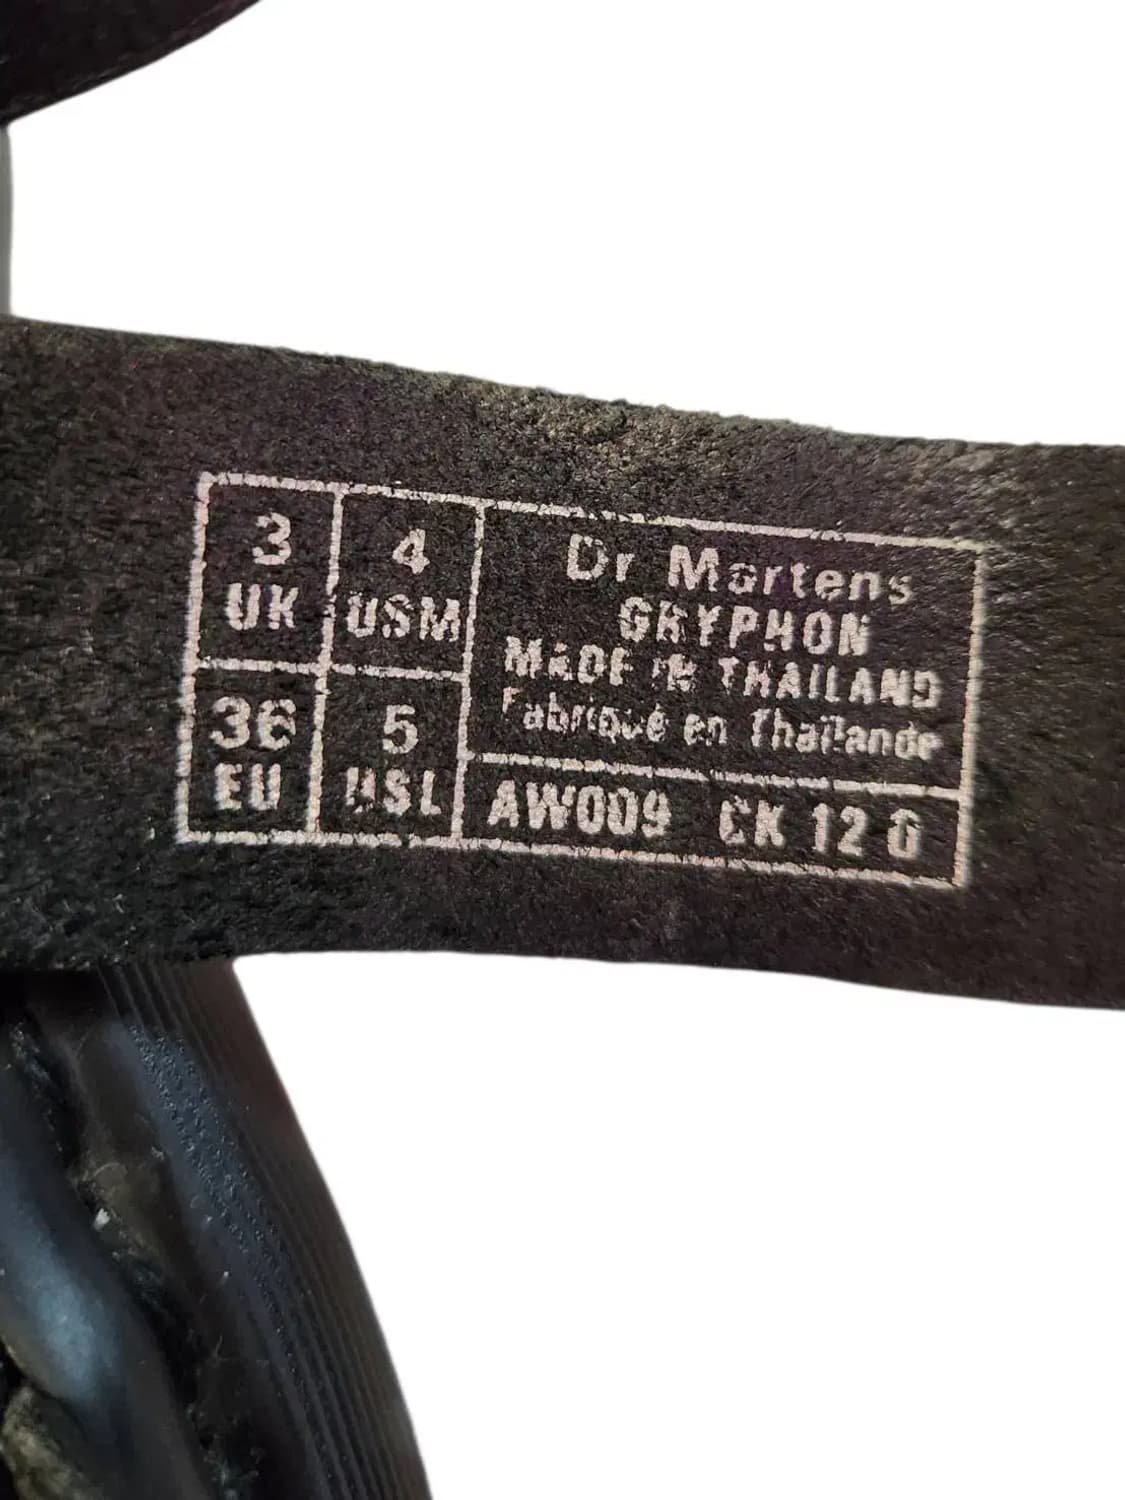 3
UK
4
USM
36
EU
5
USL
Dr Martens
GRYPHON
MADE IN THAILAND
Fabriqué en Thaïlande
AW009 CK 12 0